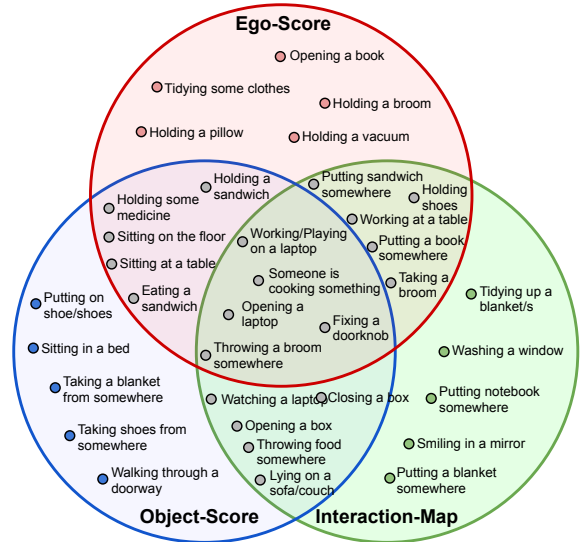 Ego-Score
Opening a book
Tidying some clothes
Holding a broom
Holding a pillow
Holding a vacuum
Holding a
sandwich
Putting sandwich
somewhere
Holding
shoes
Holding some
medicine
Working at a table
Sitting on the floor
Working/Playing
on a laptop
Putting a book
somewhere
Sitting at a table
Someone is
cooking something
Taking a
broom
Eating a
sandwich
Putting on
shoe/shoes
Tidying up a
blanket/s
Opening a
laptop
Fixing a
doorknob
Sitting in a bed
Throwing a broom
somewhere
Washing a window
Taking a blanket
from somewhere
Watching a laptop
Closing a box
Putting notebook
somewhere
Opening a box
Taking shoes from
somewhere
Throwing food
somewhere
Smiling in a mirror
Walking through a
doorway
Lying on a
sofa/couch
Putting a blanket
somewhere
Object-Score
Interaction-Map